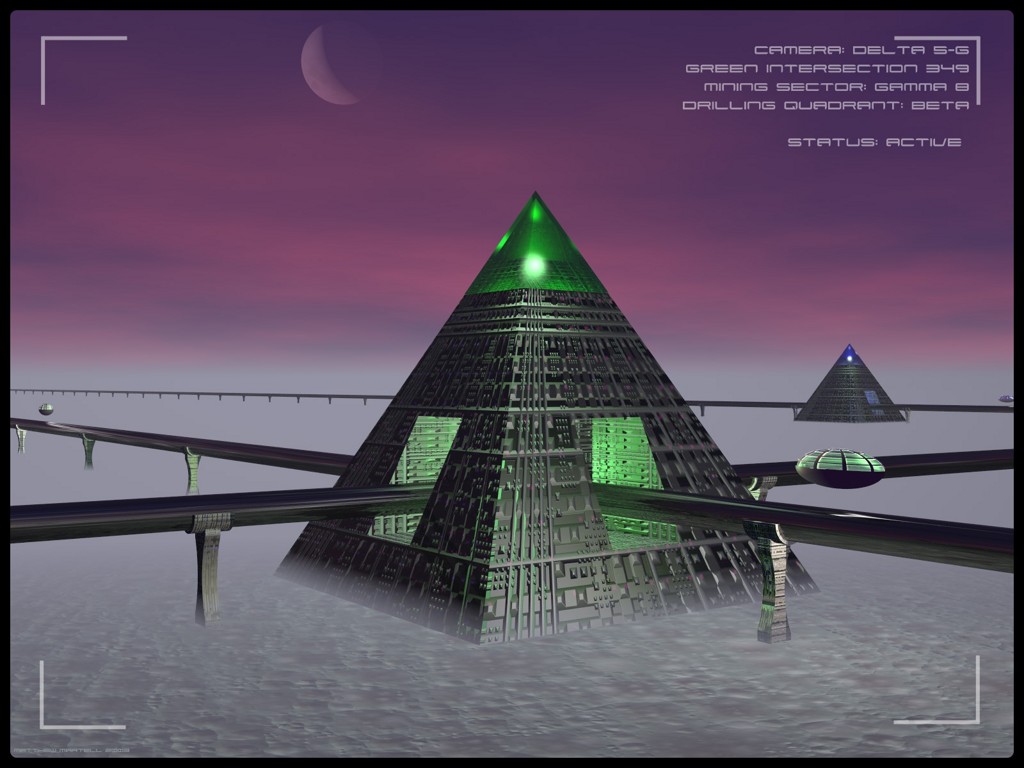 CAMERA: DELTA 5-G
GREEN INTERSECTION 349
MINING SECTOR: GAMMA 8
DRILLING QUADRANT: BETA
STATUS: ACTIVE